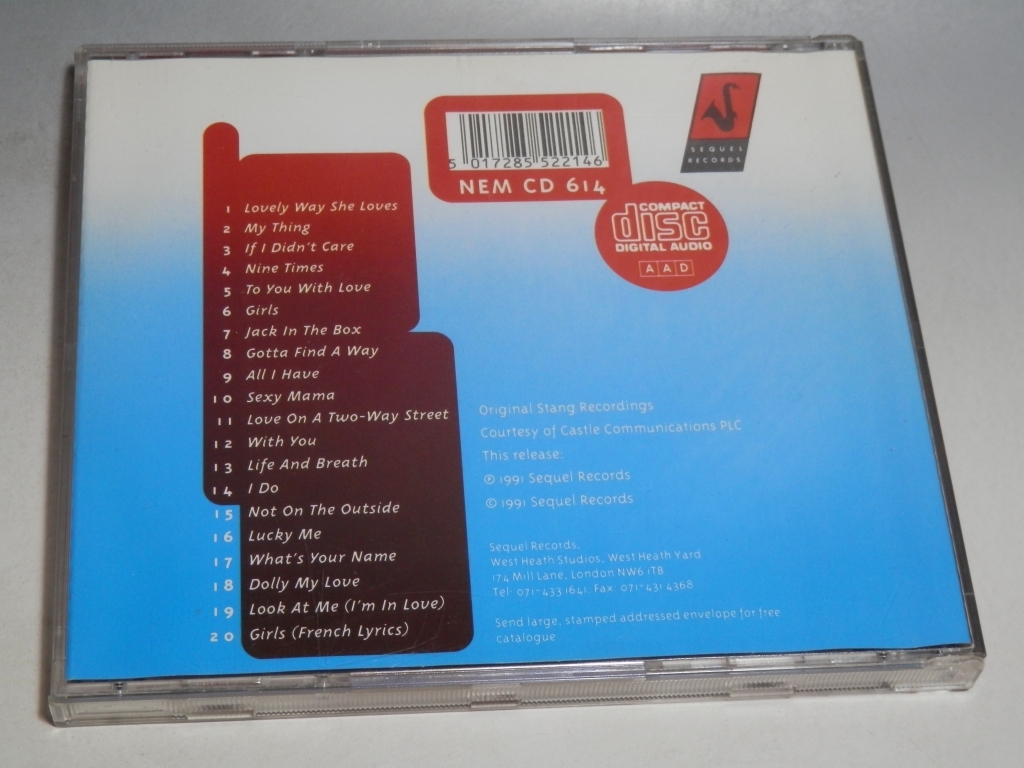 5 017285 522146
NEM CD 614
SEQUEL
RECORDS
COMPACT
disc
DIGITAL AUDIO
AAD
1 Lovely Way She Loves
2 My Thing
3 If I Didn't Care
4 Nine Times
5 To You With Love
6 Girls
7 Jack In The Box
8 Gotta Find A Way
9 All I Have
10 Sexy Mama
11 Love On A Two-Way Street
12 With You
13 Life And Breath
14 I Do
15 Not On The Outside
16 Lucky Me
17 What's Your Name
18 Dolly My Love
19 Look At Me (I'm In Love)
20 Girls (French Lyrics)
Original Stang Recordings
Courtesy of Castle Communications PLC
This release:
℗ 1991 Sequel Records
© 1991 Sequel Records
Sequel Records,
West Heath Studios, West Heath Yard
174 Mill Lane, London NW6 1TB
Tel: 071-433 1641. Fax 071-431 4368
Send large, stamped addressed envelope for free
catalogue